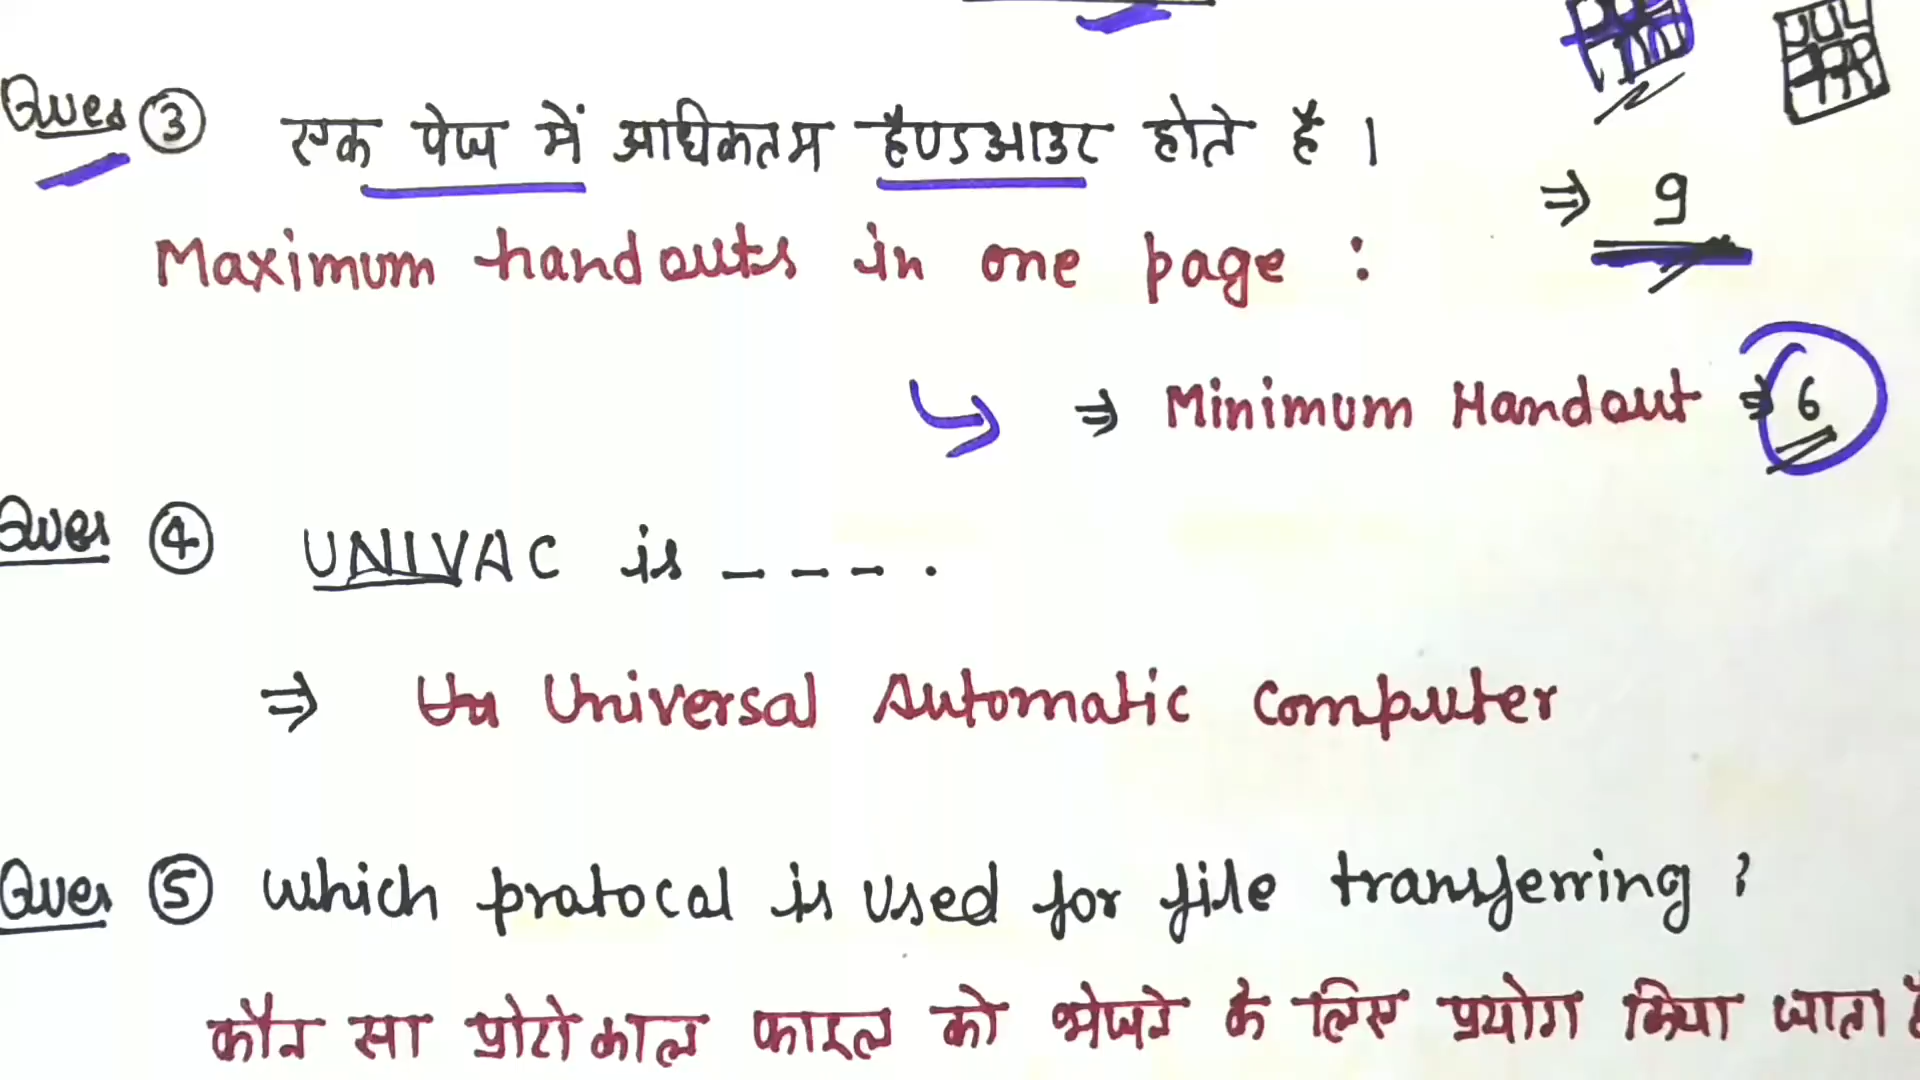 Ques ③ एक पेज में अधिकतम हैण्डआउट होते है ।
⇒ 9
Maximum handouts in one page :
⇒ Minimum Handout ⇒ 6
Ques ④ UNIVAC is _ _ _ _ .
⇒ Universal Automatic Computer
Ques ⑤ which pratocal is used for file transferring ?
कौन सा प्रोटोकाल फाइल को भेजने के लिए प्रयोग किया जाता है